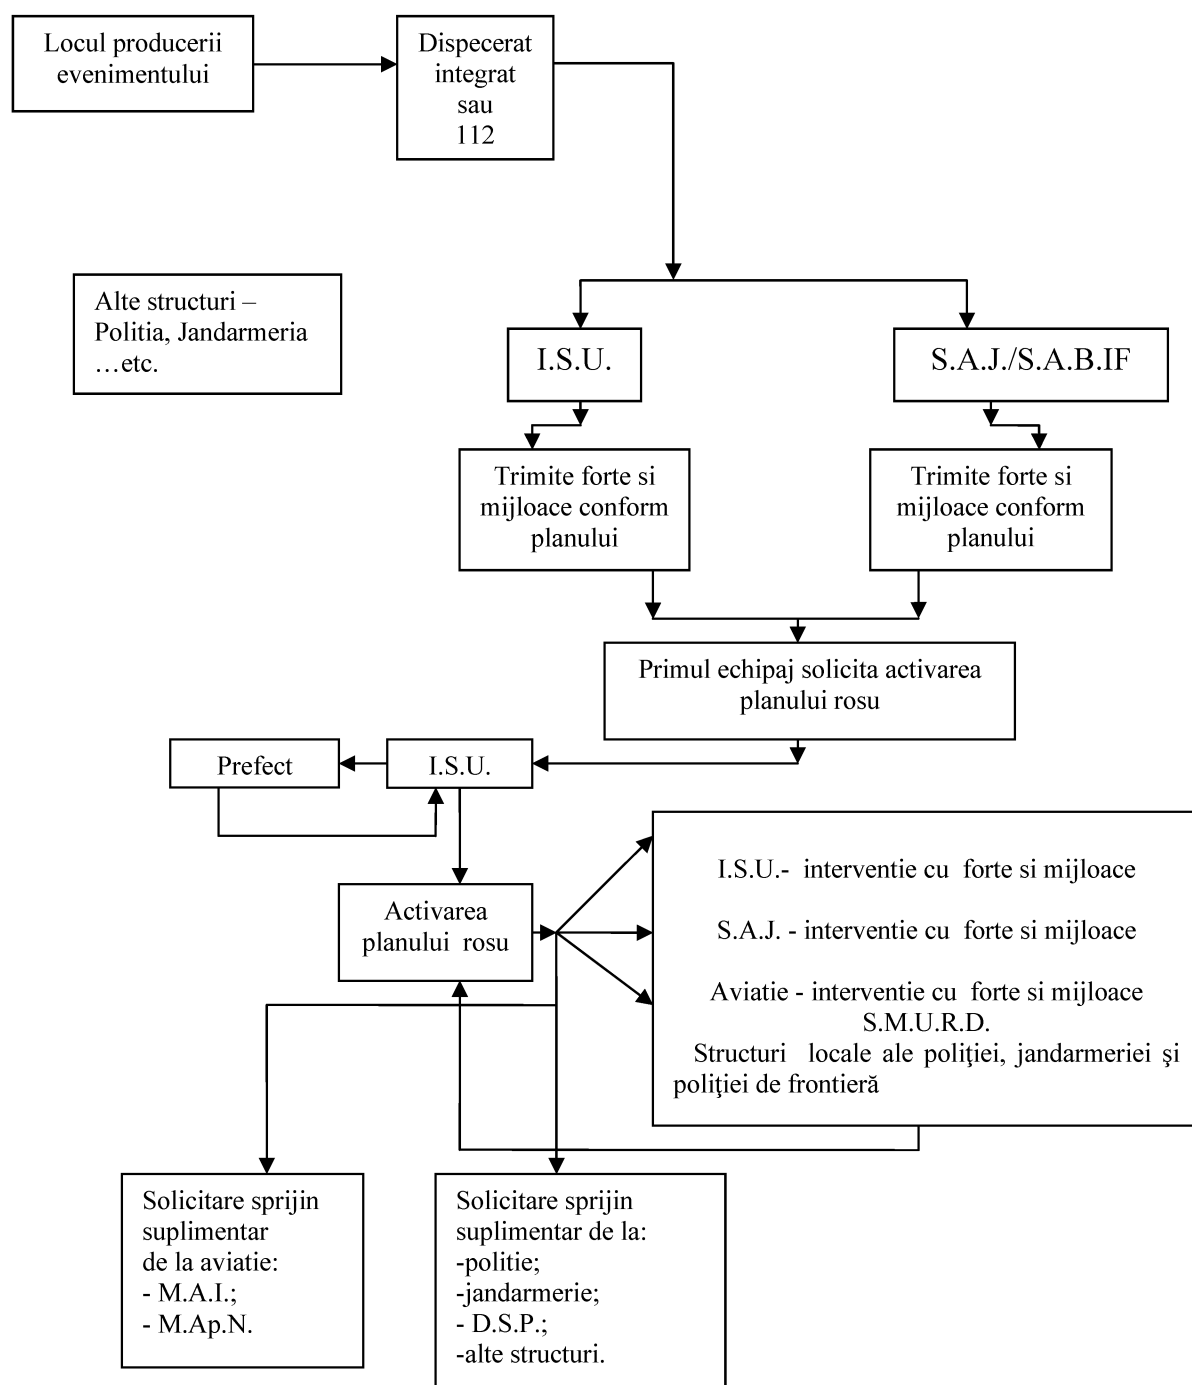 Locul producerii
evenimentului
Dispecerat
integrat
sau
112
Alte structuri –
Politia, Jandarmeria
…etc.
I.S.U.
S.A.J./S.A.B.IF
Trimite forte si
mijloace conform
planului
Trimite forte si
mijloace conform
planului
Primul echipaj solicita activarea
planului rosu
Prefect
I.S.U.
Activarea
planului rosu
I.S.U.- interventie cu forte si mijloace
S.A.J. - interventie cu forte si mijloace
Aviatie - interventie cu forte si mijloace
S.M.U.R.D.
Structuri locale ale poliţiei, jandarmeriei şi
poliţiei de frontieră
Solicitare sprijin
suplimentar
de la aviatie:
- M.A.I.;
- M.Ap.N.
Solicitare sprijin
suplimentar de la:
-politie;
-jandarmerie;
- D.S.P.;
-alte structuri.